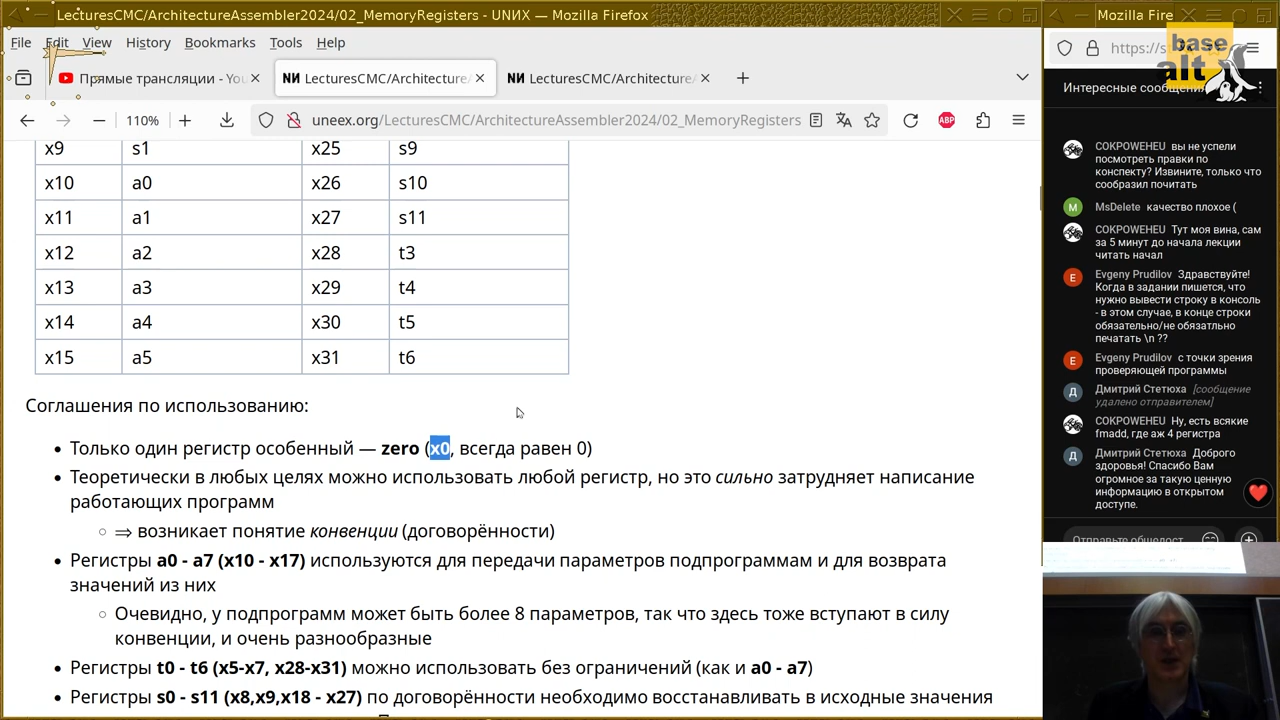 LecturesCMC/ArchitectureAssembler2024/02_MemoryRegisters - UNИX — Mozilla Firefox
File Edit View History Bookmarks Tools Help
Прямые трансляции - You
NИ LecturesCMC/Architecture
NИ LecturesCMC/Architecture
110%
uneex.org/LecturesCMC/ArchitectureAssembler2024/02_MemoryRegisters
ABP
x9 s1 x25 s9
x10 a0 x26 s10
x11 a1 x27 s11
x12 a2 x28 t3
x13 a3 x29 t4
x14 a4 x30 t5
x15 a5 x31 t6
Соглашения по использованию:
Только один регистр особенный — zero (x0, всегда равен 0)
Теоретически в любых целях можно использовать любой регистр, но это сильно затрудняет написание
работающих программ
⇒ возникает понятие конвенции (договорённости)
Регистры a0 - a7 (x10 - x17) используются для передачи параметров подпрограммам и для возврата
значений из них
Очевидно, у подпрограмм может быть более 8 параметров, так что здесь тоже вступают в силу
конвенции, и очень разнообразные
Регистры t0 - t6 (x5-x7, x28-x31) можно использовать без ограничений (как и a0 - a7)
Регистры s0 - s11 (x8,x9,x18 - x27) по договорённости необходимо восстанавливать в исходные значения
Mozilla Fire
base
alt
https://s
Интересные сообщения
COKPOWEHEU вы не успели
посмотреть правки по
конспекту? Извините, только что
сообразил почитать
M MsDelete качество плохое (
COKPOWEHEU Тут моя вина, сам
за 5 минут до начала лекции
читать начал
E Evgeny Prudilov Здравствуйте!
Когда в задании пишется, что
нужно вывести строку в консоль
- в этом случае, в конце строки
обязательно/не обязатльно
печатать \n ??
E Evgeny Prudilov с точки зрения
проверяющей программы
Д Дмитрий Стетюха [сообщение
удалено отправителем]
COKPOWEHEU Ну, есть всякие
fmadd, где аж 4 регистра
Д Дмитрий Стетюха Доброго
здоровья! Спасибо Вам
огромное за такую ценную
информацию в открытом
доступе.